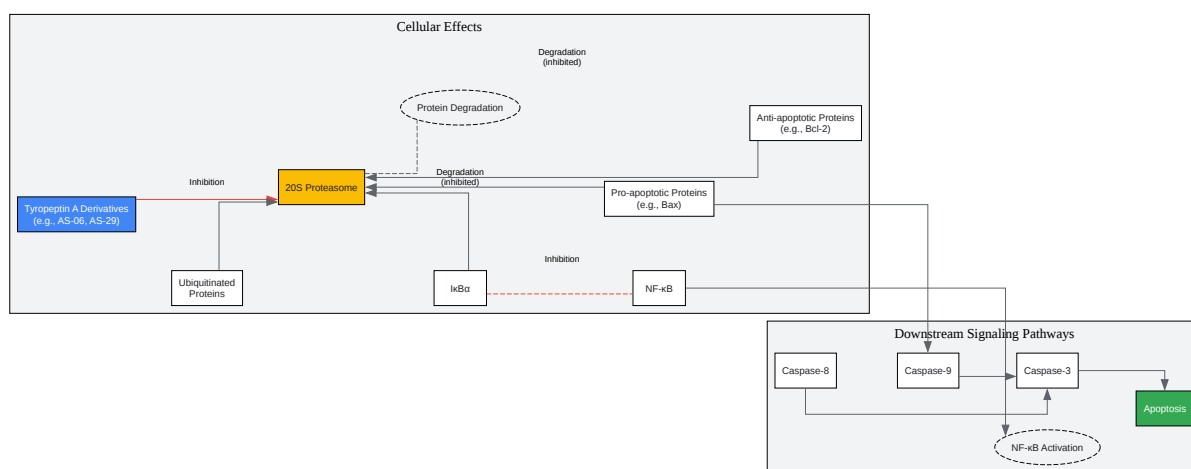 Cellular Effects
Degradation
(inhibited)
Protein Degradation
Anti-apoptotic Proteins
(e.g., Bcl-2)
Inhibition
20S Proteasome
Degradation
(inhibited)
Pro-apoptotic Proteins
(e.g., Bax)
Tyropeptin A Derivatives
(e.g., AS-06, AS-29)
Inhibition
Ubiquitinated
Proteins
IκBα
NF-κB
Downstream Signaling Pathways
Caspase-8
Caspase-9
Caspase-3
Apoptosis
NF-κB Activation